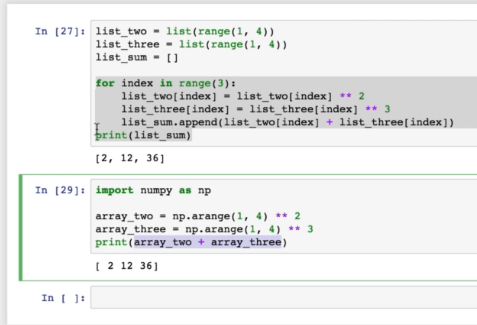 In [27]: list_two = list(range(1, 4))
list_three = list(range(1, 4))
list_sum = []
for index in range(3):
    list_two[index] = list_two[index] ** 2
    list_three[index] = list_three[index] ** 3
    list_sum.append(list_two[index] + list_three[index])
print(list_sum)
[2, 12, 36]
In [29]: import numpy as np
array_two = np.arange(1, 4) ** 2
array_three = np.arange(1, 4) ** 3
print(array_two + array_three)
[ 2 12 36]
In [ ]: